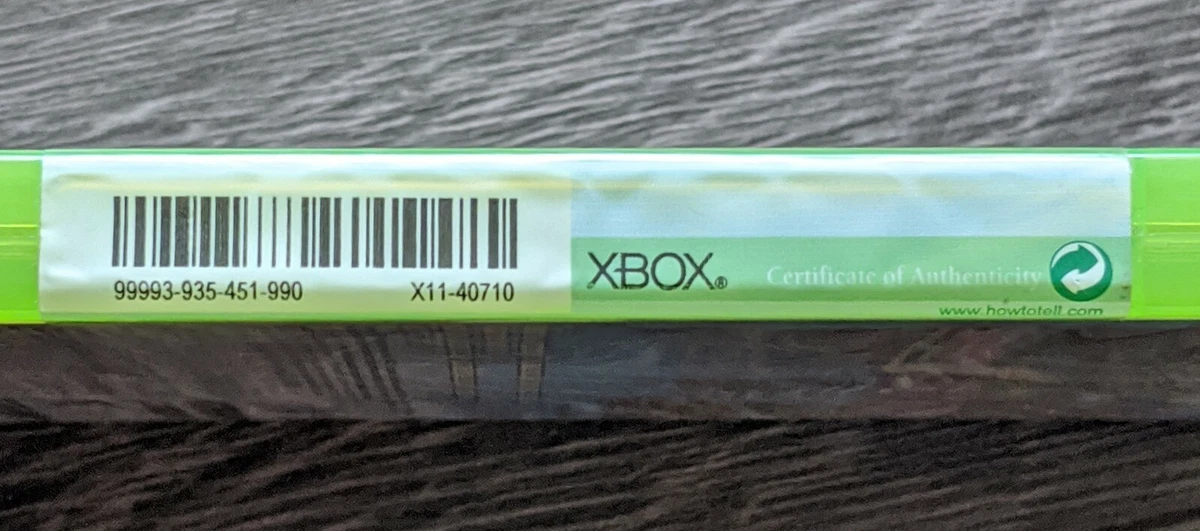 99993-935-451-990
X11-40710
XBOX®
Certificate of Authenticity
www.howtotell.com